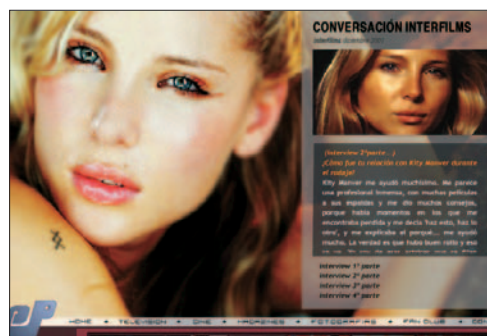 CONVERSACIÓN INTERFILMS
interfilms diciembre
(Interview 2ªparte...)
¿Cómo fue tu relación con Kity Manver durante
el rodaje?
Kity Manver me ayudó muchísimo. Me parece
una profesional inmensa, con muchas películas
a sus espaldas y me dio muchos consejos,
porque había momentos en los que me
encontraba perdida y me decía 'haz esto, haz lo
otro', y me explicaba el porqué... me ayudó
mucho. La verdad es que hubo buen rollo y eso
Interview 1ª parte
Interview 2ª parte
Interview 3ª parte
Interview 4ª parte
HOME + TELEVISION + CINE + IMAGENES + FOTOGRAFIAS + FAN CLUB +